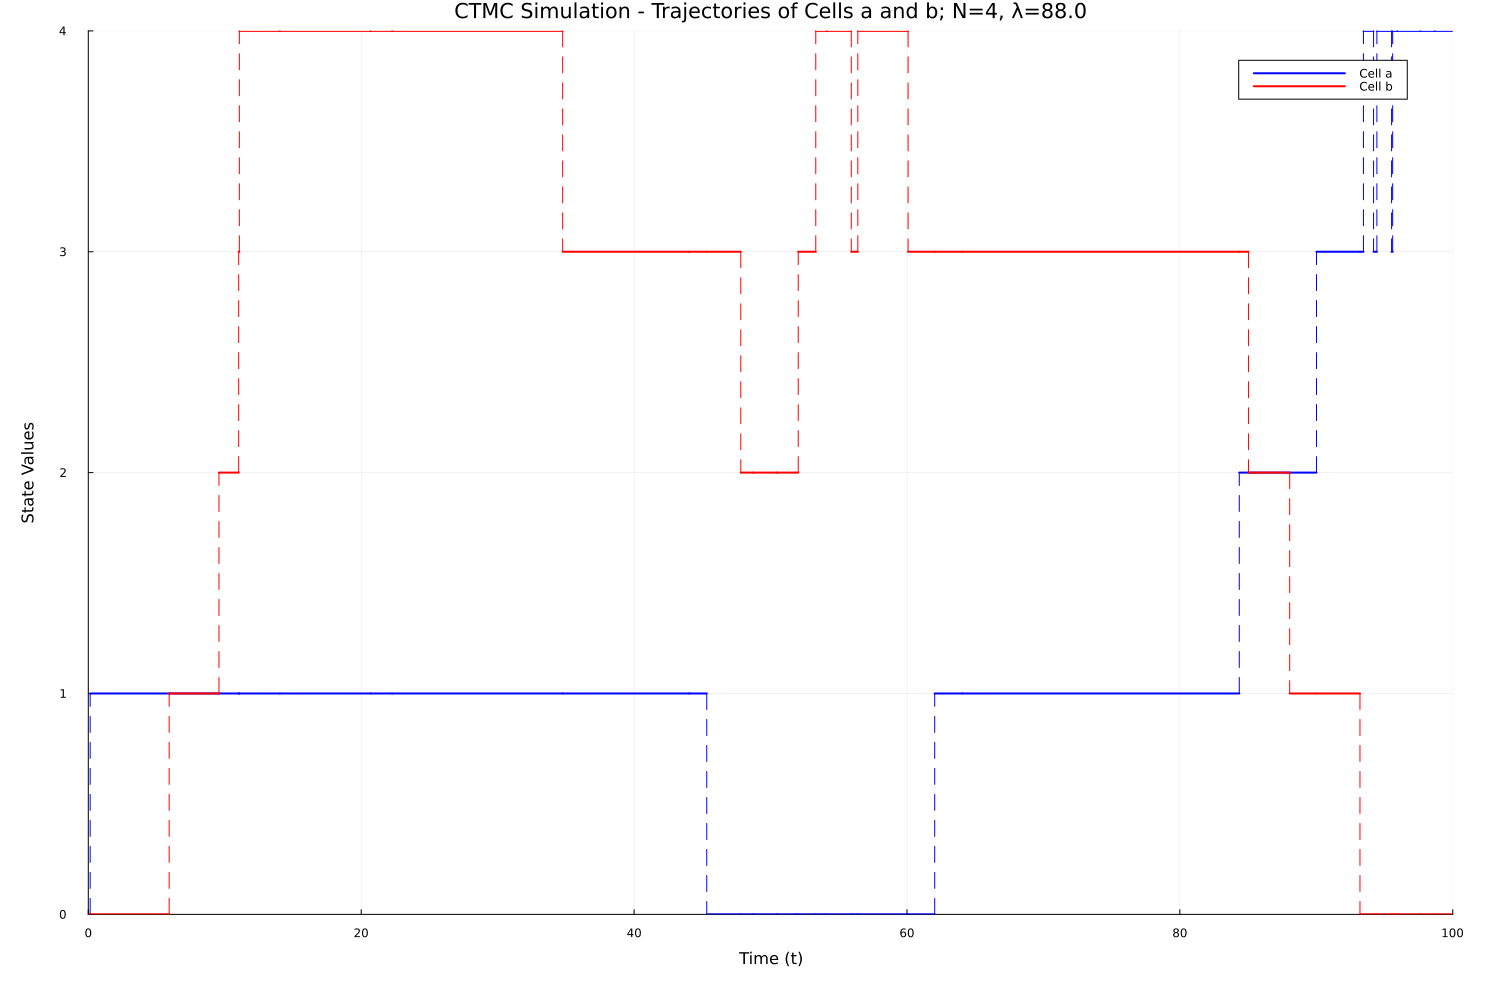 CTMC Simulation - Trajectories of Cells a and b; N=4, λ=88.0
4
Cell a
Cell b
3
State Values
2
1
0
0 20 40 60 80 100
Time (t)